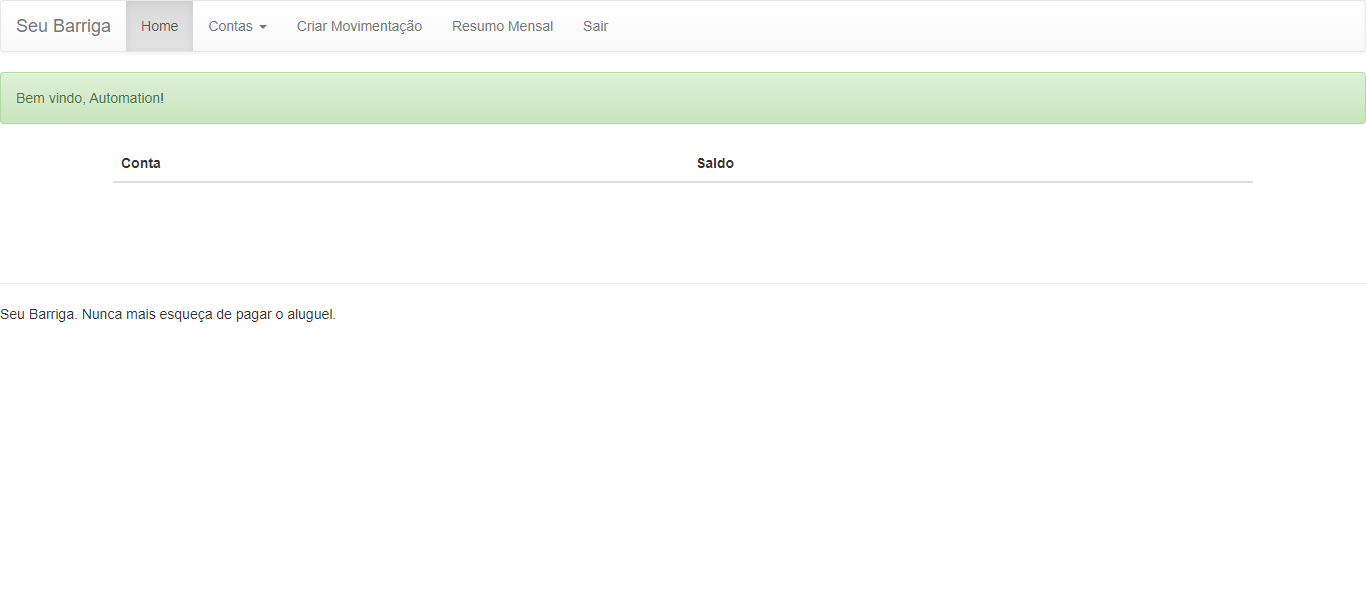 Seu Barriga Home Contas Criar Movimentação Resumo Mensal Sair
Bem vindo, Automation!
Conta Saldo
Seu Barriga. Nunca mais esqueça de pagar o aluguel.